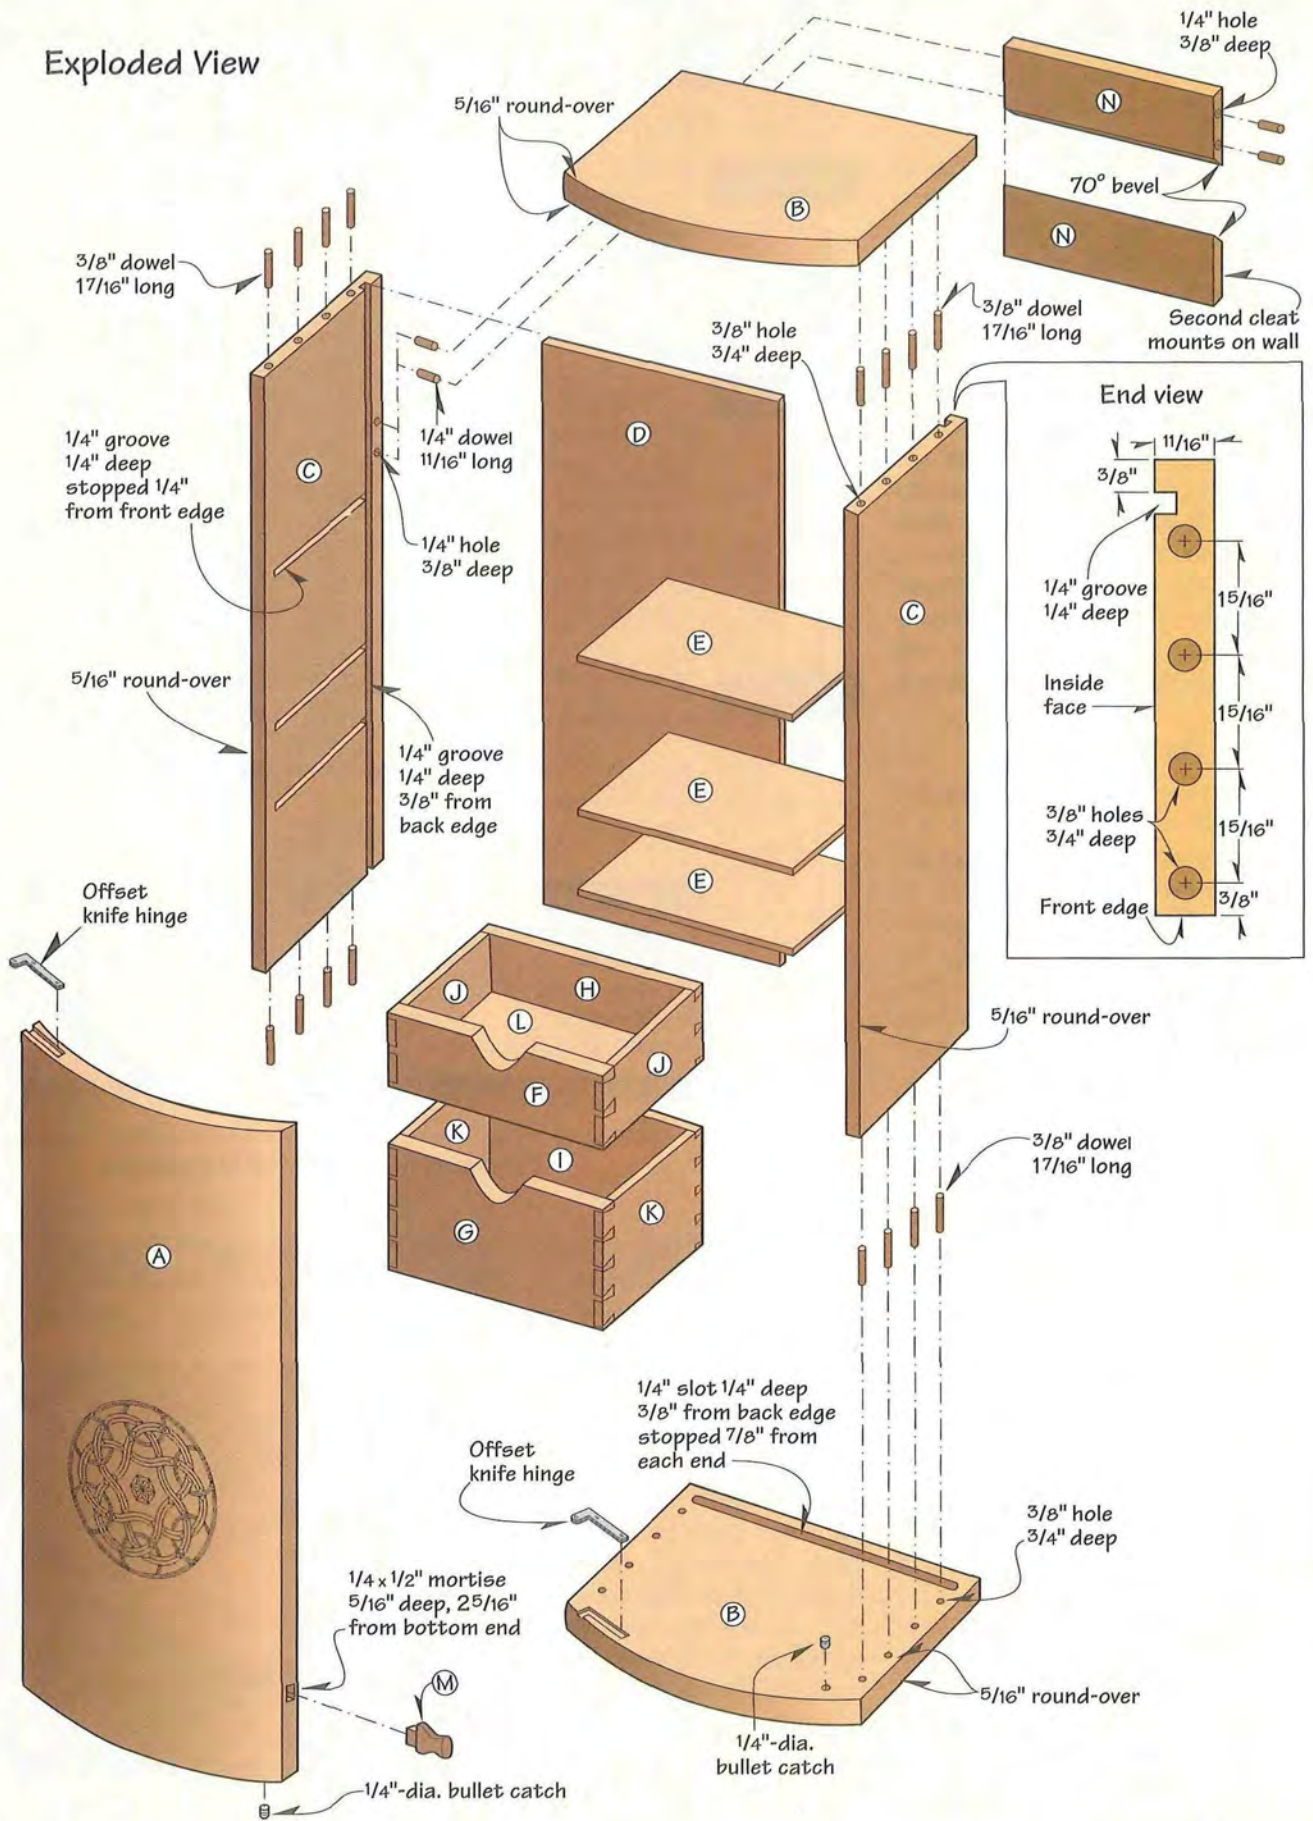 Exploded View
1/4" hole
3/8" deep
5/16" round-over
N
70° bevel
B
N
3/8" dowel
17/16" long
3/8" dowel
17/16" long
Second cleat
mounts on wall
3/8" hole
3/4" deep
End view
11/16"
3/8"
1/4" groove
1/4" deep
15/16"
Inside
face
15/16"
3/8" holes
3/4" deep
15/16"
Front edge
3/8"
D
1/4" dowel
11/16" long
1/4" groove
1/4" deep
stopped 1/4"
from front edge
C
1/4" hole
3/8" deep
C
E
5/16" round-over
1/4" groove
1/4" deep
3/8" from
back edge
E
E
Offset
knife hinge
J
H
L
J
F
5/16" round-over
K
I
K
G
3/8" dowel
17/16" long
A
1/4" slot 1/4" deep
3/8" from back edge
stopped 7/8" from
each end
Offset
knife hinge
3/8" hole
3/4" deep
1/4 x 1/2" mortise
5/16" deep, 25/16"
from bottom end
B
M
5/16" round-over
1/4"-dia.
bullet catch
1/4"-dia. bullet catch